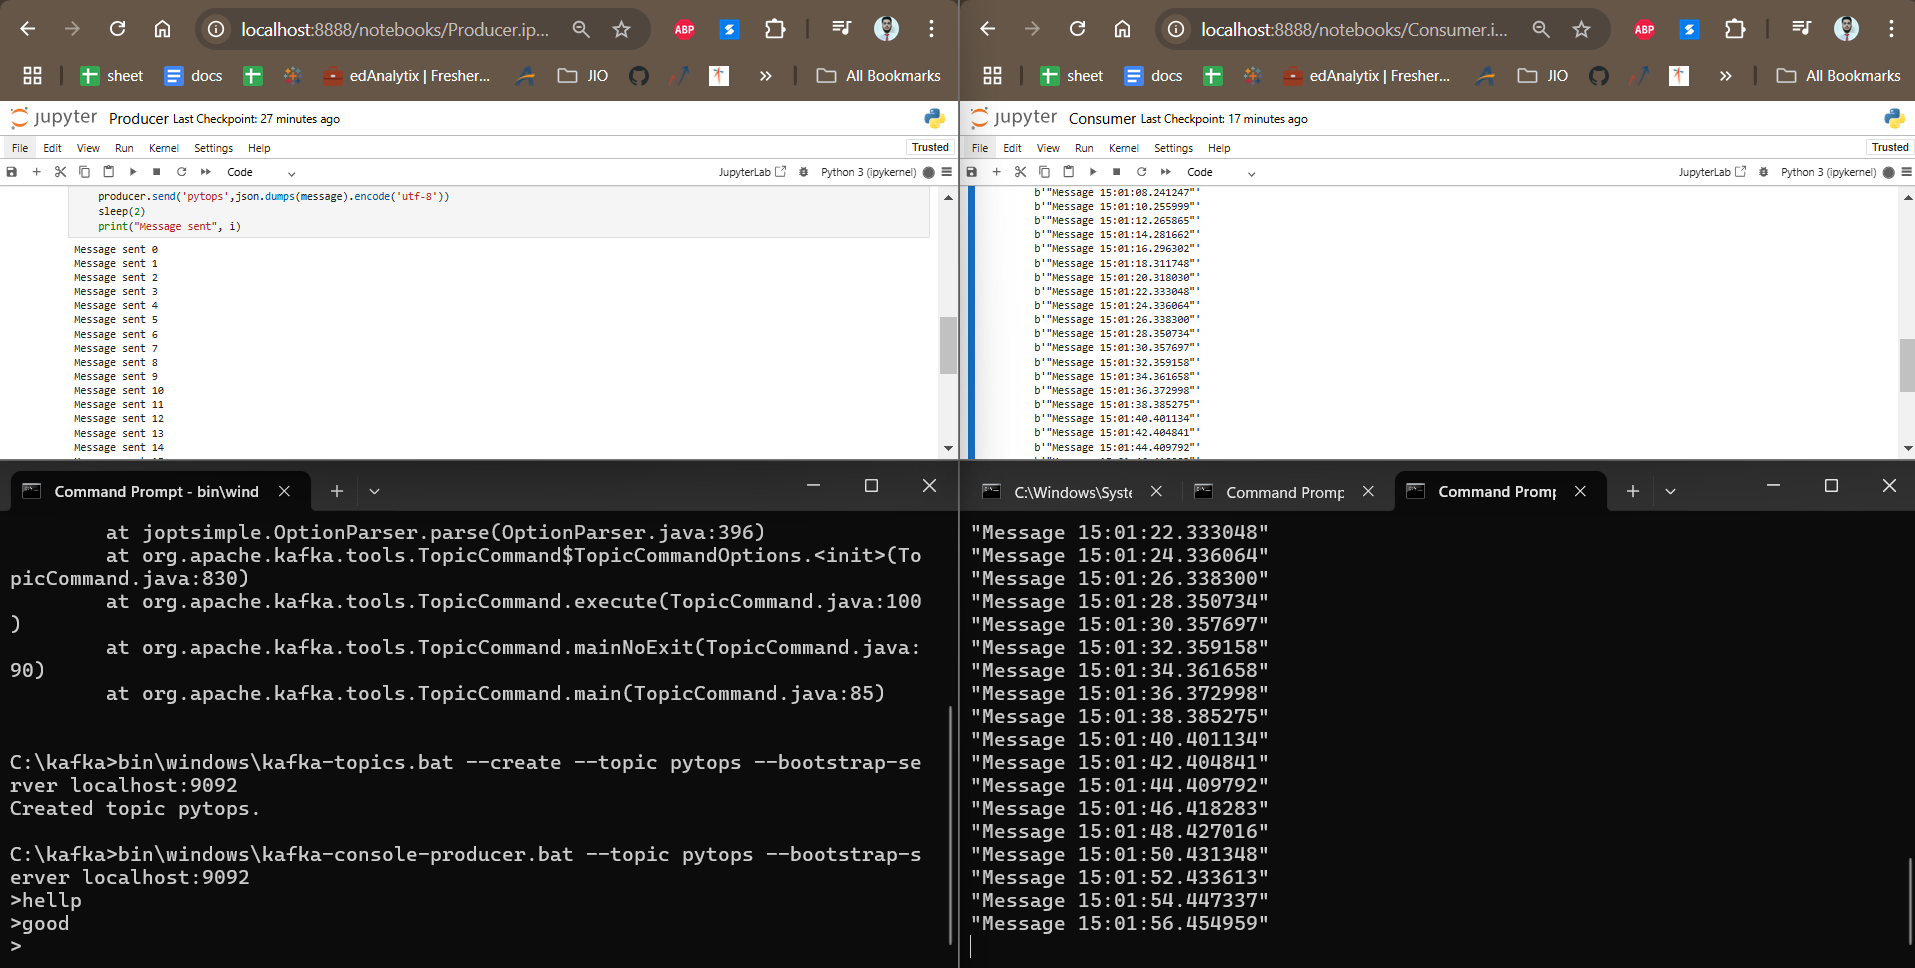 localhost:8888/notebooks/Producer.ip...
ABP
S
sheet
docs
edAnalytix | Fresher...
JIO
All Bookmarks
jupyter Producer Last Checkpoint: 27 minutes ago
File Edit View Run Kernel Settings Help
Trusted
Code
JupyterLab
Python 3 (ipykernel)
producer.send('pytops',json.dumps(message).encode('utf-8'))
sleep(2)
print("Message sent", i)
Message sent 0
Message sent 1
Message sent 2
Message sent 3
Message sent 4
Message sent 5
Message sent 6
Message sent 7
Message sent 8
Message sent 9
Message sent 10
Message sent 11
Message sent 12
Message sent 13
Message sent 14
localhost:8888/notebooks/Consumer.i...
ABP
S
sheet
docs
edAnalytix | Fresher...
JIO
All Bookmarks
jupyter Consumer Last Checkpoint: 17 minutes ago
File Edit View Run Kernel Settings Help
Trusted
Code
JupyterLab
Python 3 (ipykernel)
b'"Message 15:01:08.241247"'
b'"Message 15:01:10.255999"'
b'"Message 15:01:12.265865"'
b'"Message 15:01:14.281662"'
b'"Message 15:01:16.296302"'
b'"Message 15:01:18.311748"'
b'"Message 15:01:20.318030"'
b'"Message 15:01:22.333048"'
b'"Message 15:01:24.336064"'
b'"Message 15:01:26.338300"'
b'"Message 15:01:28.350734"'
b'"Message 15:01:30.357697"'
b'"Message 15:01:32.359158"'
b'"Message 15:01:34.361658"'
b'"Message 15:01:36.372998"'
b'"Message 15:01:38.385275"'
b'"Message 15:01:40.401134"'
b'"Message 15:01:42.404841"'
b'"Message 15:01:44.409792"'
Command Prompt - bin\wind
at joptsimple.OptionParser.parse(OptionParser.java:396)
at org.apache.kafka.tools.TopicCommand$TopicCommandOptions.<init>(To
picCommand.java:830)
at org.apache.kafka.tools.TopicCommand.execute(TopicCommand.java:100
)
at org.apache.kafka.tools.TopicCommand.mainNoExit(TopicCommand.java:
90)
at org.apache.kafka.tools.TopicCommand.main(TopicCommand.java:85)
C:\kafka>bin\windows\kafka-topics.bat --create --topic pytops --bootstrap-se
rver localhost:9092
Created topic pytops.
C:\kafka>bin\windows\kafka-console-producer.bat --topic pytops --bootstrap-s
erver localhost:9092
>hellp
>good
>
C:\Windows\Syste
Command Promp
Command Promp
"Message 15:01:22.333048"
"Message 15:01:24.336064"
"Message 15:01:26.338300"
"Message 15:01:28.350734"
"Message 15:01:30.357697"
"Message 15:01:32.359158"
"Message 15:01:34.361658"
"Message 15:01:36.372998"
"Message 15:01:38.385275"
"Message 15:01:40.401134"
"Message 15:01:42.404841"
"Message 15:01:44.409792"
"Message 15:01:46.418283"
"Message 15:01:48.427016"
"Message 15:01:50.431348"
"Message 15:01:52.433613"
"Message 15:01:54.447337"
"Message 15:01:56.454959"